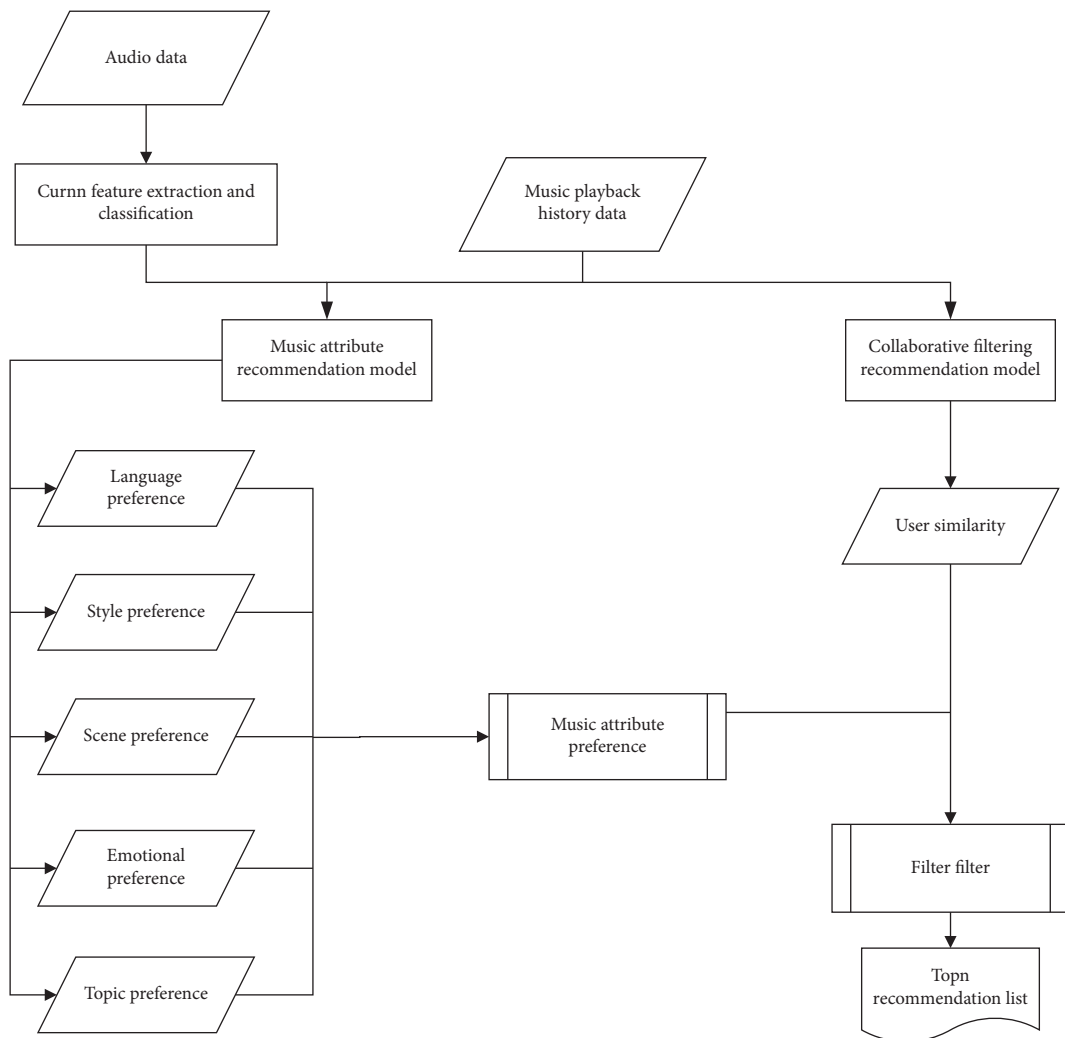 Audio data
Curnn feature extraction and
classification
Music playback
history data
Music attribute
recommendation model
Collaborative filtering
recommendation model
Language
preference
User similarity
Style preference
Scene preference
Music attribute
preference
Emotional
preference
Filter filter
Topic preference
Topn
recommendation list